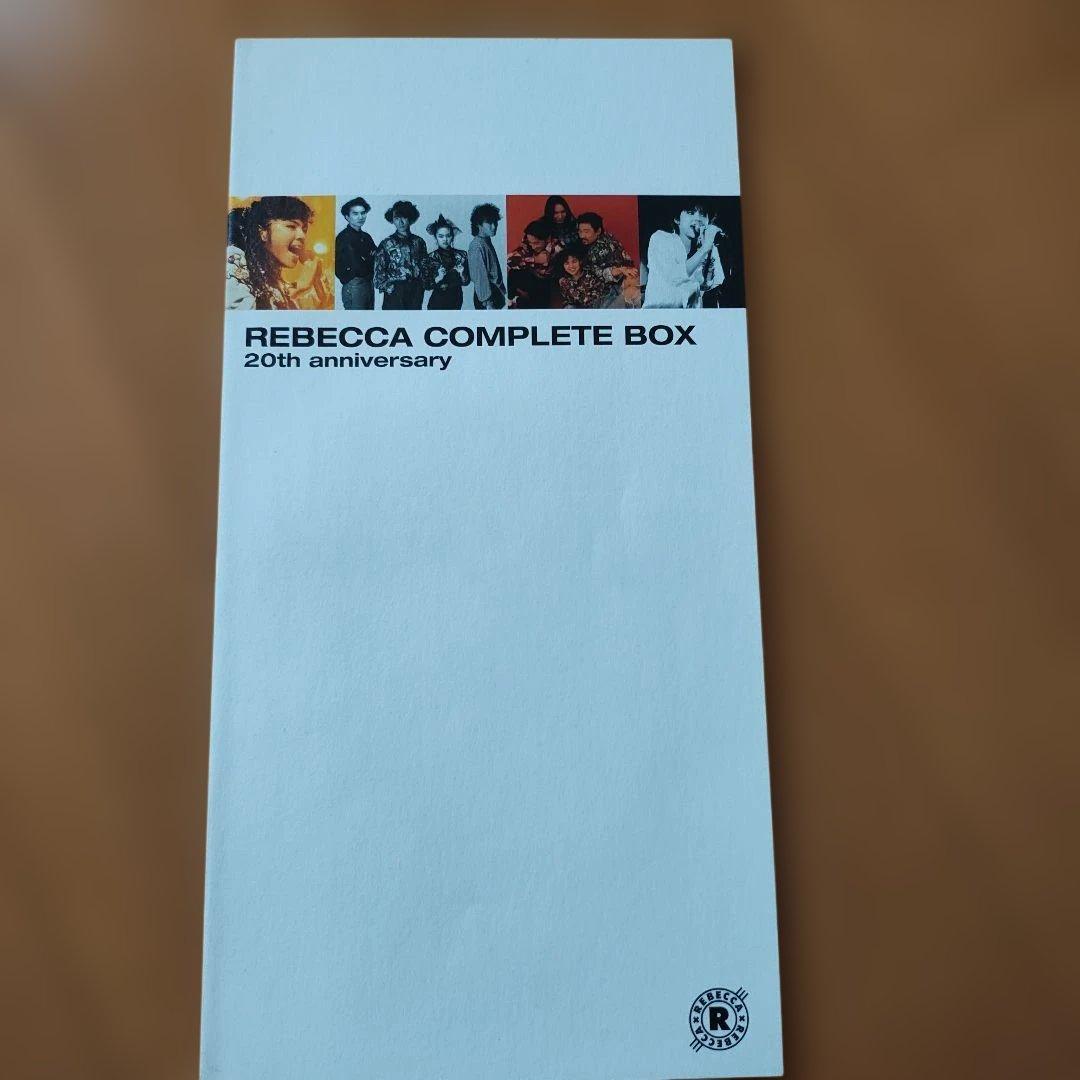 REBECCA COMPLETE BOX
20th anniversary
REBECCA
R
REBECCA